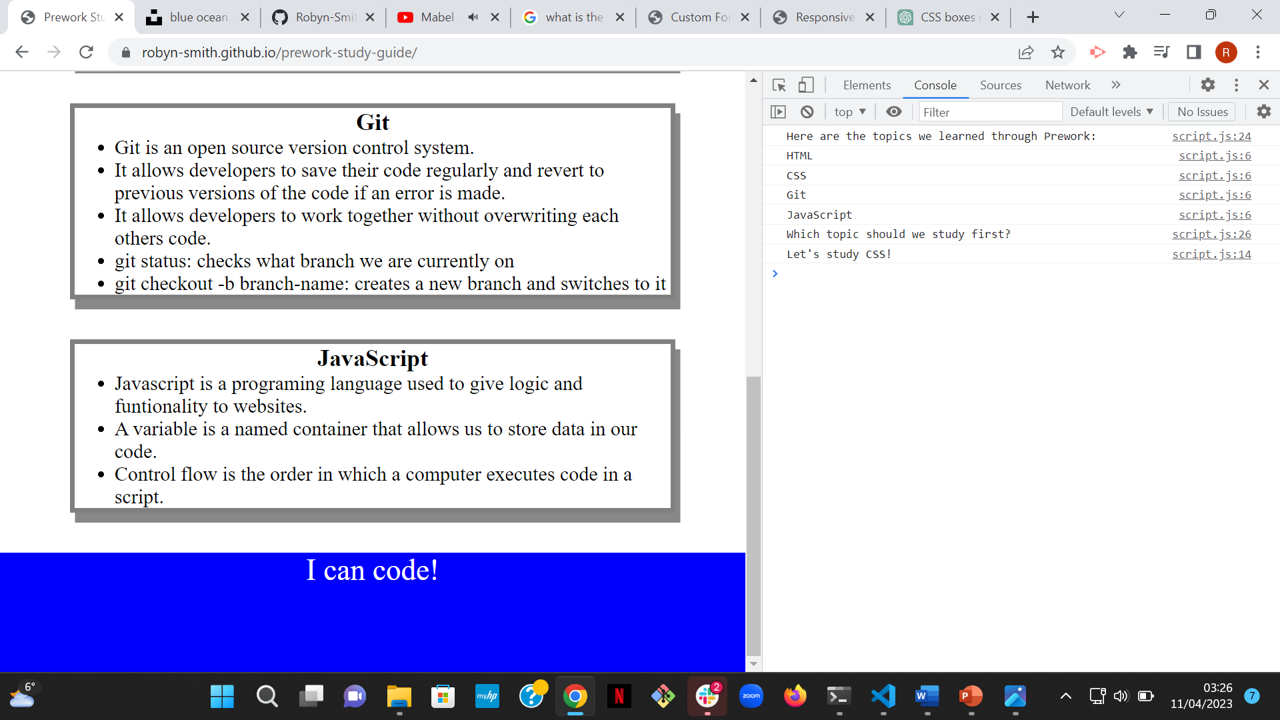 Prework Stu
blue ocean
Robyn-Smit
Mabel
what is the
Custom For
Responsive
CSS boxes r
robyn-smith.github.io/prework-study-guide/
R
Git
Git is an open source version control system.
It allows developers to save their code regularly and revert to
previous versions of the code if an error is made.
It allows developers to work together without overwriting each
others code.
git status: checks what branch we are currently on
git checkout -b branch-name: creates a new branch and switches to it
JavaScript
Javascript is a programing language used to give logic and
funtionality to websites.
A variable is a named container that allows us to store data in our
code.
Control flow is the order in which a computer executes code in a
script.
I can code!
Elements Console Sources Network
top Filter Default levels No Issues
Here are the topics we learned through Prework: script.js:24
HTML script.js:6
CSS script.js:6
Git script.js:6
JavaScript script.js:6
Which topic should we study first? script.js:26
Let's study CSS! script.js:14
6°
myhp
N
2
zoom
W
P
03:26
11/04/2023
7